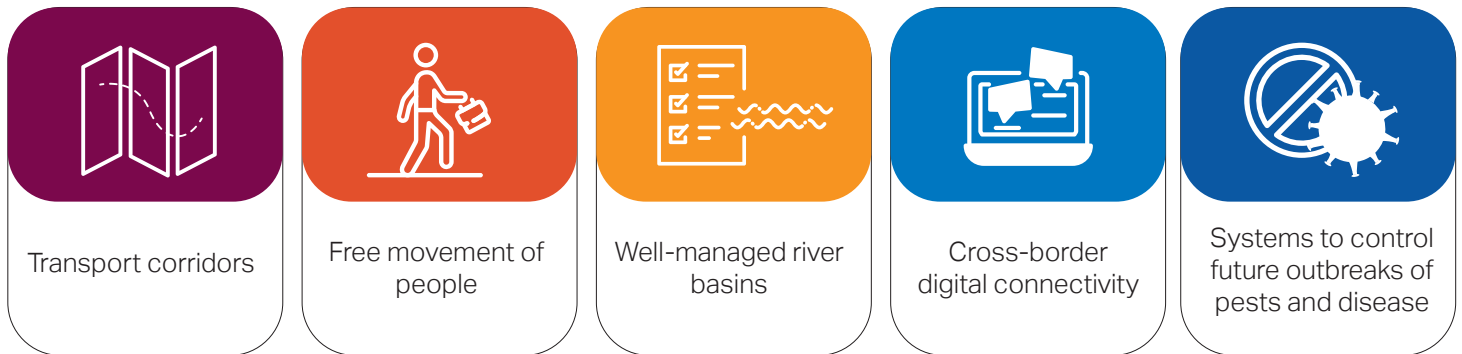 Transport corridors
Free movement of
people
Well-managed river
basins
Cross-border
digital connectivity
Systems to control
future outbreaks of
pests and disease